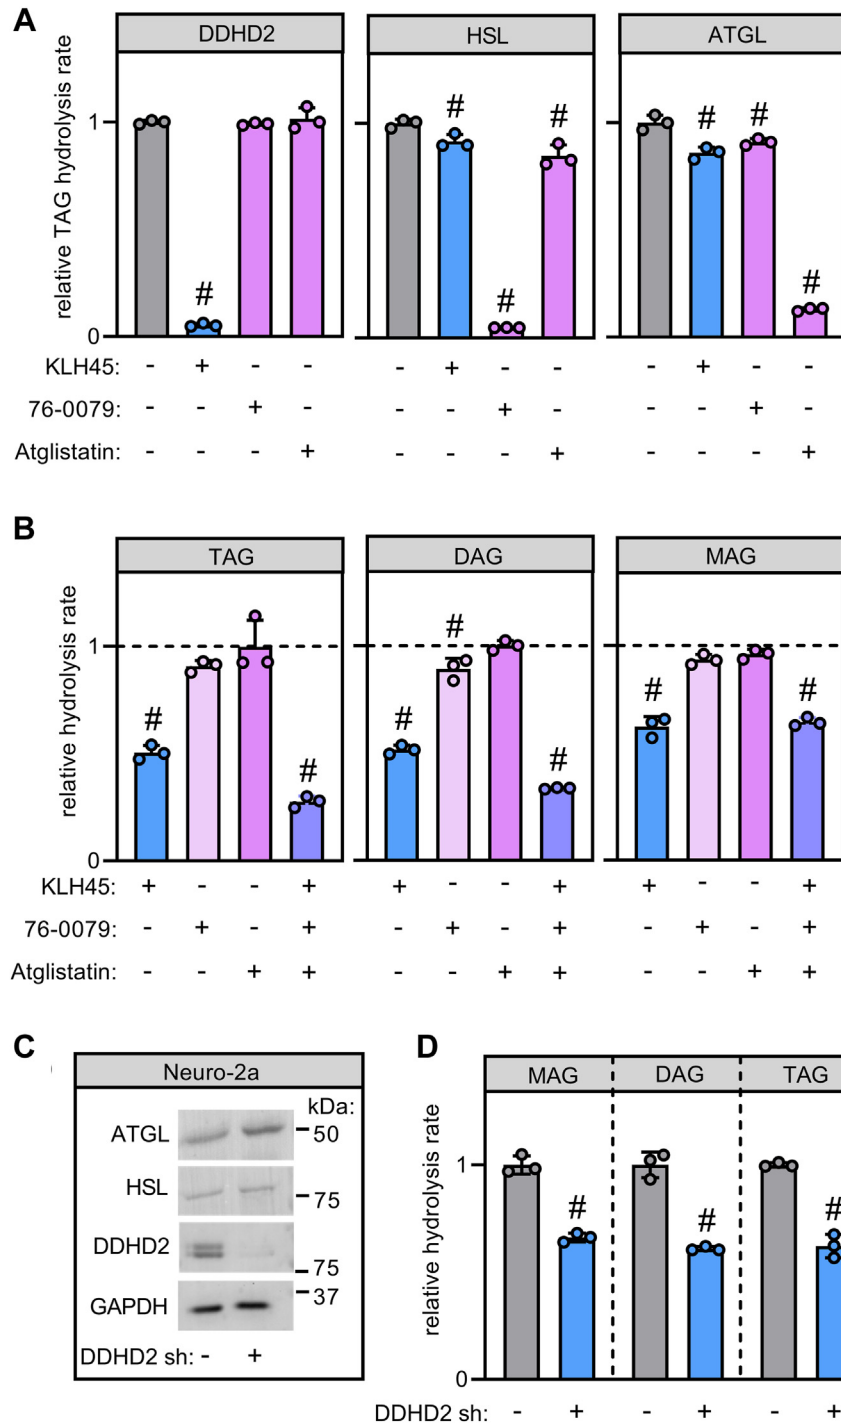 A
DDHD2 HSL ATGL
relative TAG hydrolysis rate
1
# # # # # # #
0
KLH45: - + - - - + - - - + - -
76-0079: - - + - - - + - - - + -
Atglistatin: - - - + - - - + - - - +
B
TAG DAG MAG
relative hydrolysis rate
1
# # # # # # #
0
KLH45: + - - + + - - + + - - +
76-0079: - + - + - + - + - + - +
Atglistatin: - - + + - - + + - - + +
C
Neuro-2a
kDa:
ATGL 50
HSL 75
DDHD2 75
37
GAPDH
DDHD2 sh: - +
D
MAG DAG TAG
relative hydrolysis rate
1
# # #
0
DDHD2 sh: - + - + - +